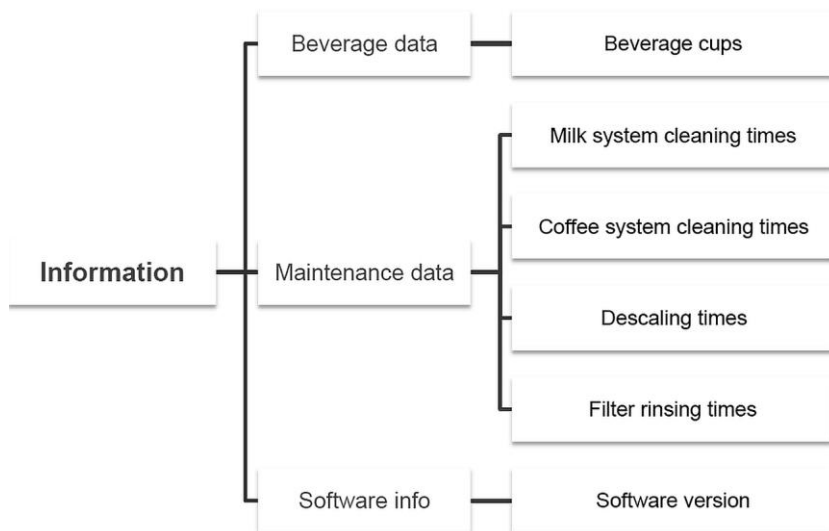 Beverage data
Beverage cups
Milk system cleaning times
Coffee system cleaning times
Information
Maintenance data
Descaling times
Filter rinsing times
Software info
Software version